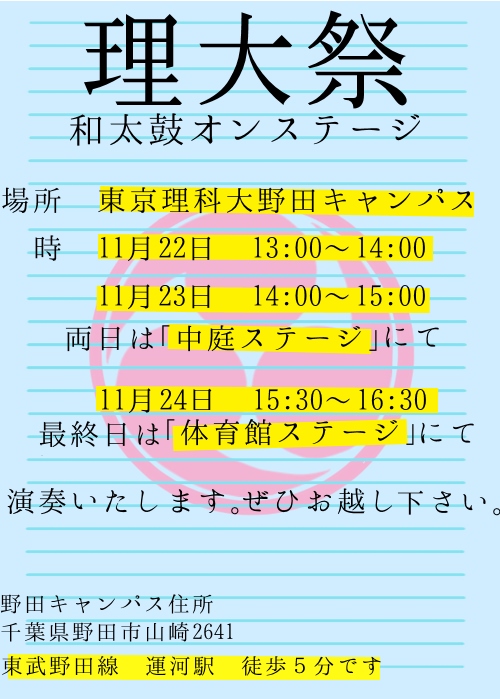 理大祭
和太鼓オンステージ
場所　東京理科大野田キャンパス
時　11月22日　13:00～14:00
11月23日　14:00～15:00
両日は「中庭ステージ」にて
11月24日　15:30～16:30
最終日は「体育館ステージ」にて
演奏いたします。ぜひお越し下さい。
野田キャンパス住所
千葉県野田市山崎2641
東武野田線　運河駅　徒歩５分です